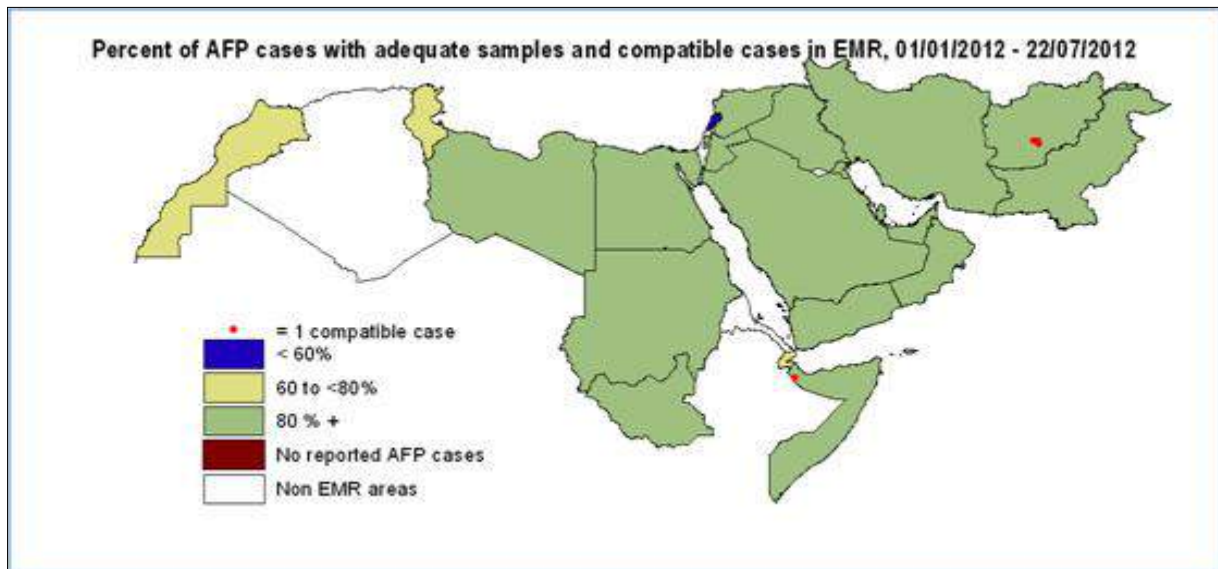 Percent of AFP cases with adequate samples and compatible cases in EMR, 01/01/2012 - 22/07/2012
= 1 compatible case
< 60%
60 to <80%
80 % +
No reported AFP cases
Non EMR areas